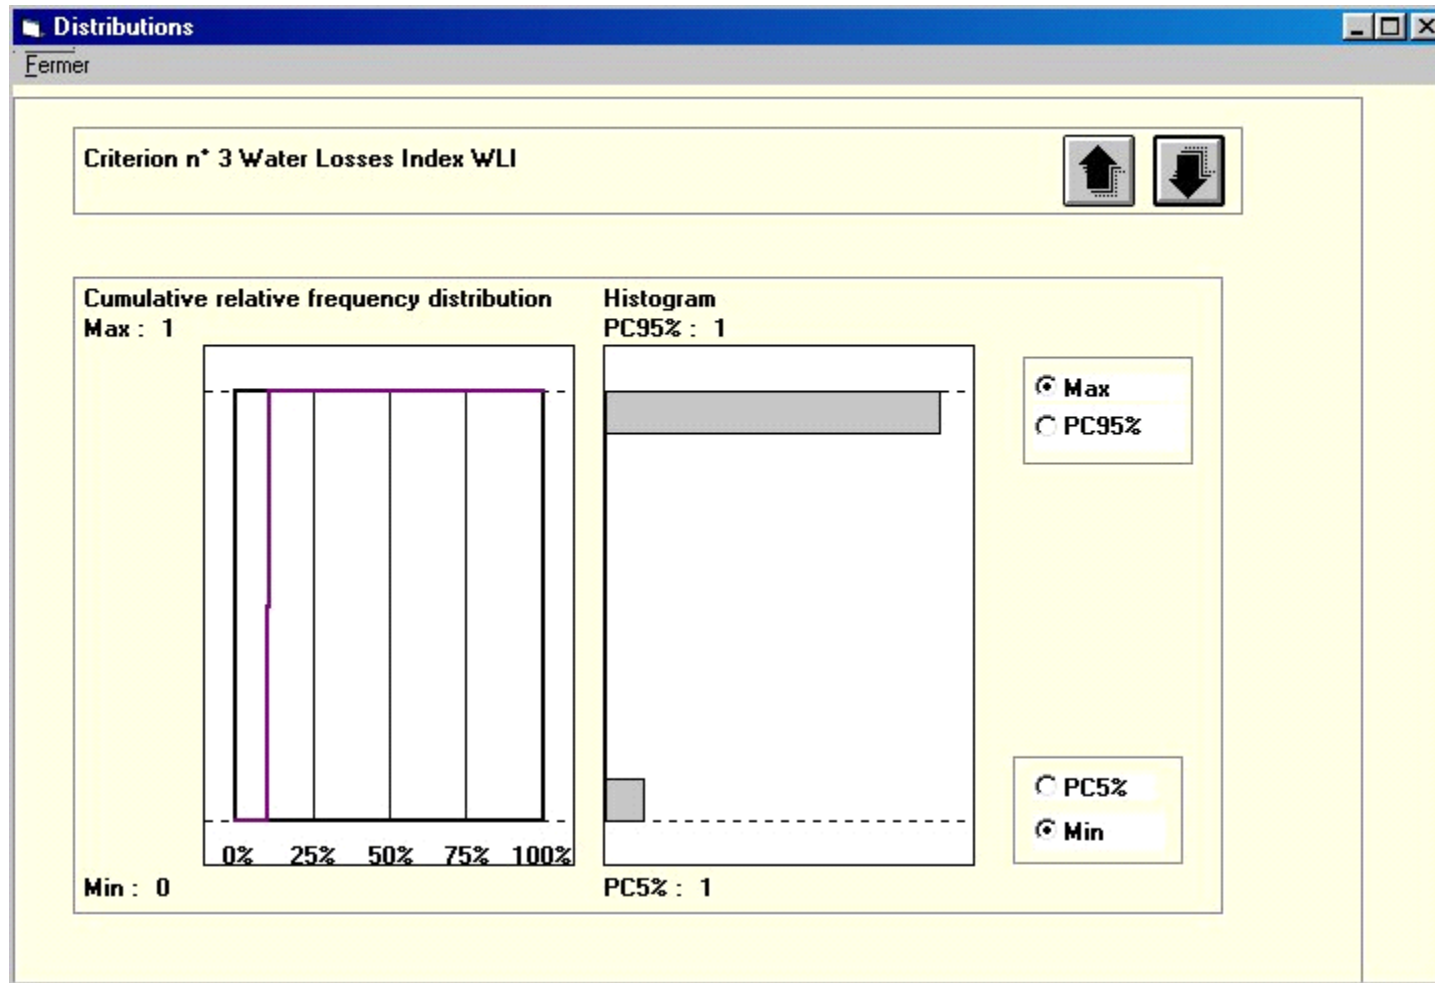 Distributions
Fermer
Criterion n° 3 Water Losses Index WLI
Cumulative relative frequency distribution
Max : 1
Histogram
PC95% : 1
Max
PC95%
PC5%
Min
0% 25% 50% 75% 100%
Min : 0
PC5% : 1